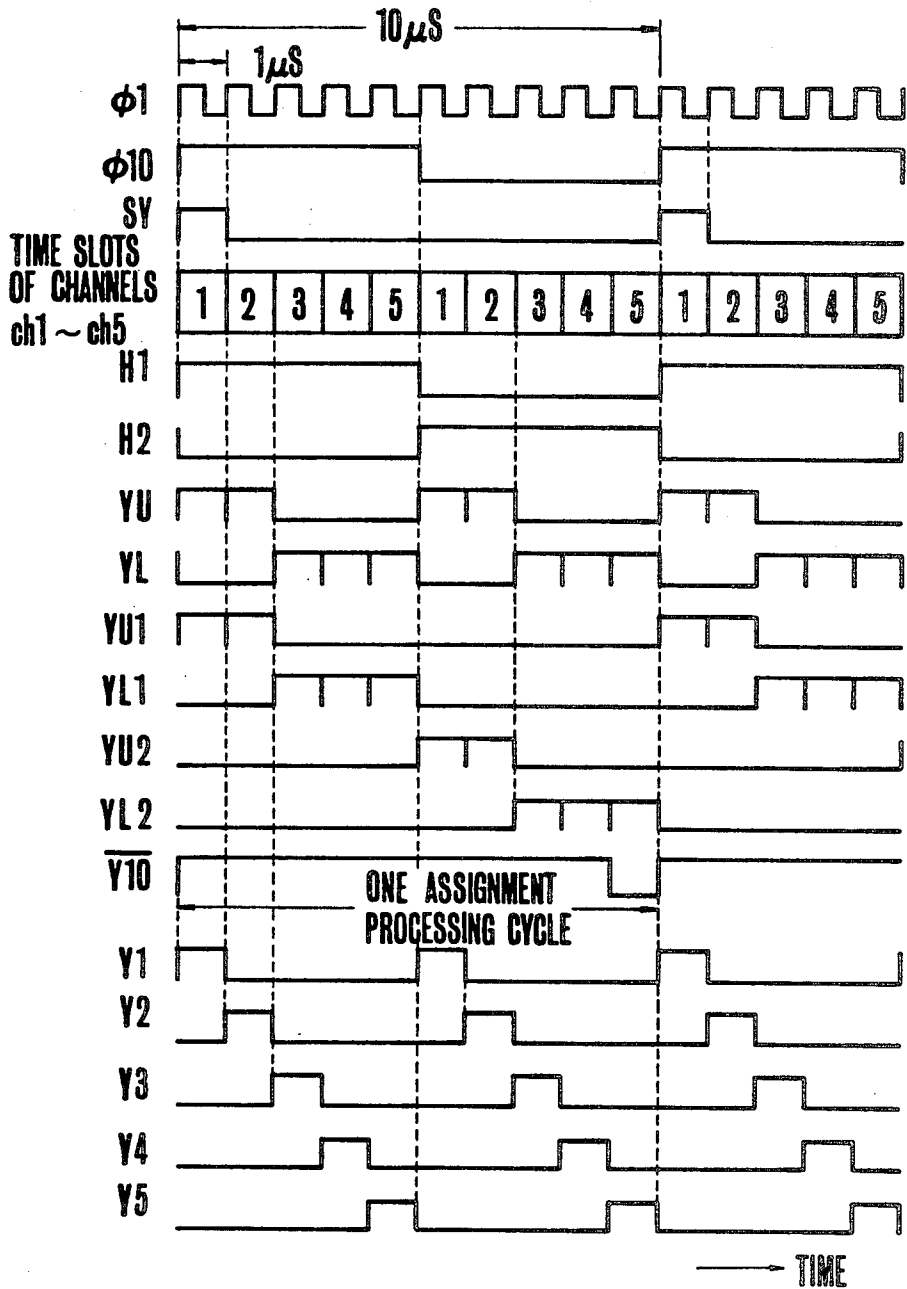 10μS
1μS
φ1
φ10
SY
TIME SLOTS
OF CHANNELS
ch1 ~ ch5
1 2 3 4 5 1 2 3 4 5 1 2 3 4 5
H1
H2
YU
YL
YU1
YL1
YU2
YL2
Y̅1̅0̅
ONE ASSIGNMENT
PROCESSING CYCLE
Y1
Y2
Y3
Y4
Y5
TIME